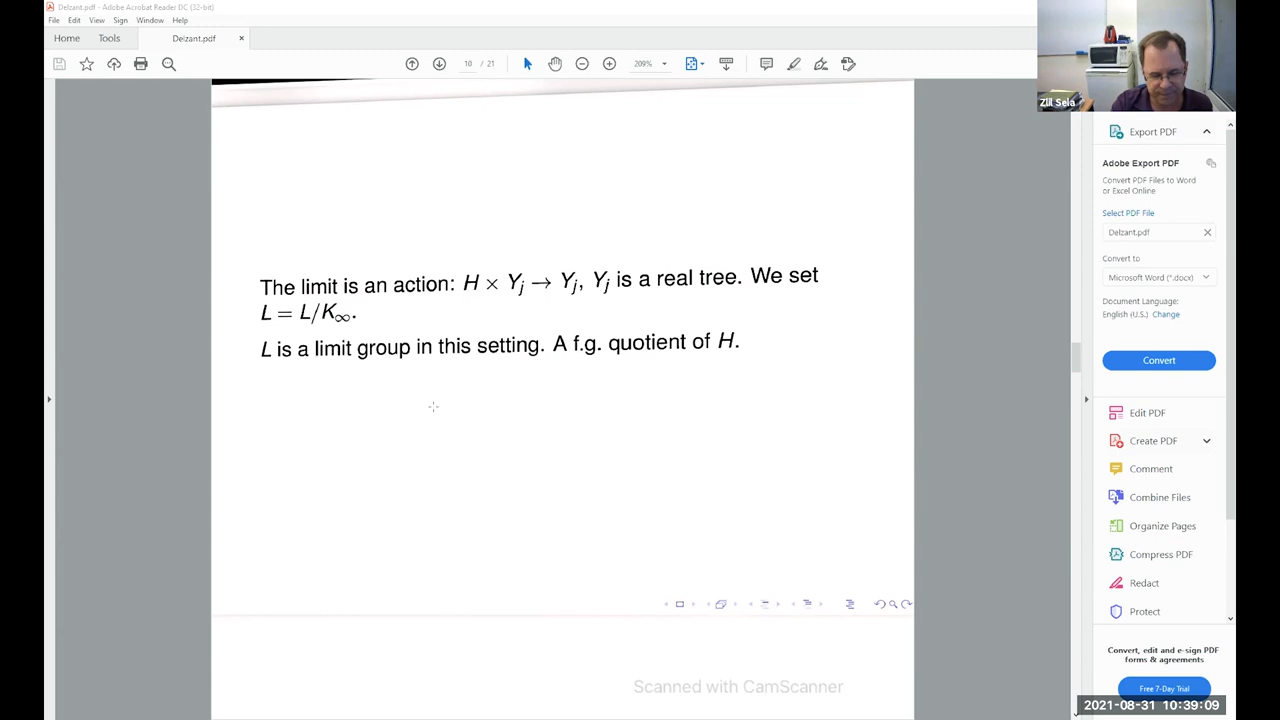 Delzant.pdf - Adobe Acrobat Reader DC (32-bit)
File Edit View Sign Window Help
Home Tools Delzant.pdf ×
10 / 21 209%
Zlil Sela
The limit is an action: H × Yⱼ → Yⱼ, Yⱼ is a real tree. We set
L = L/K∞.
L is a limit group in this setting. A f.g. quotient of H.
Scanned with CamScanner
Export PDF
Adobe Export PDF
Convert PDF Files to Word
or Excel Online
Select PDF File
Delzant.pdf
Convert to
Microsoft Word (*.docx)
Document Language:
English (U.S.) Change
Convert
Edit PDF
Create PDF
Comment
Combine Files
Organize Pages
Compress PDF
Redact
Protect
Convert, edit and e-sign PDF
forms & agreements
Free 7-Day Trial
2021-08-31 10:39:09